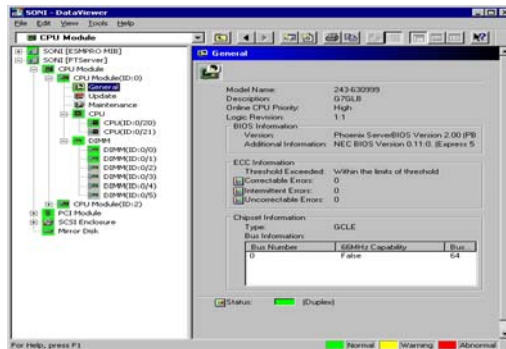 SONI - DataViewer
File Edit View Tools Help
CPU Module
SONI [ESMPRO MIB]
SONI [FTServer]
CPU Module
CPU Module(ID:0)
General
Update
Maintenance
CPU
CPU(ID:0/20)
CPU(ID:0/21)
DIMM
DIMM(ID:0/0)
DIMM(ID:0/1)
DIMM(ID:0/2)
DIMM(ID:0/3)
DIMM(ID:0/4)
DIMM(ID:0/5)
CPU Module(ID:2)
PCI Module
SCSI Enclosure
Mirror Disk
General
Model Name: 243-630999
Description: G7GLB
Online CPU Priority: High
Logic Revision: 1:1
BIOS Information
Version: Phoenix ServerBIOS Version 2.00 (PB
Additional Information: NEC BIOS Version 0.11:0. (Express 5
ECC Information
Threshold Exceeded: Within the limits of threshold
Correctable Errors: 0
Intermittent Errors: 0
Uncorrectable Errors: 0
Chipset Information
Type: GCLE
Bus Information:
Bus Number 66MHz Capability Bus...
0 False 64
Status: (Duplex)
For Help, press F1 Normal Warning Abnormal